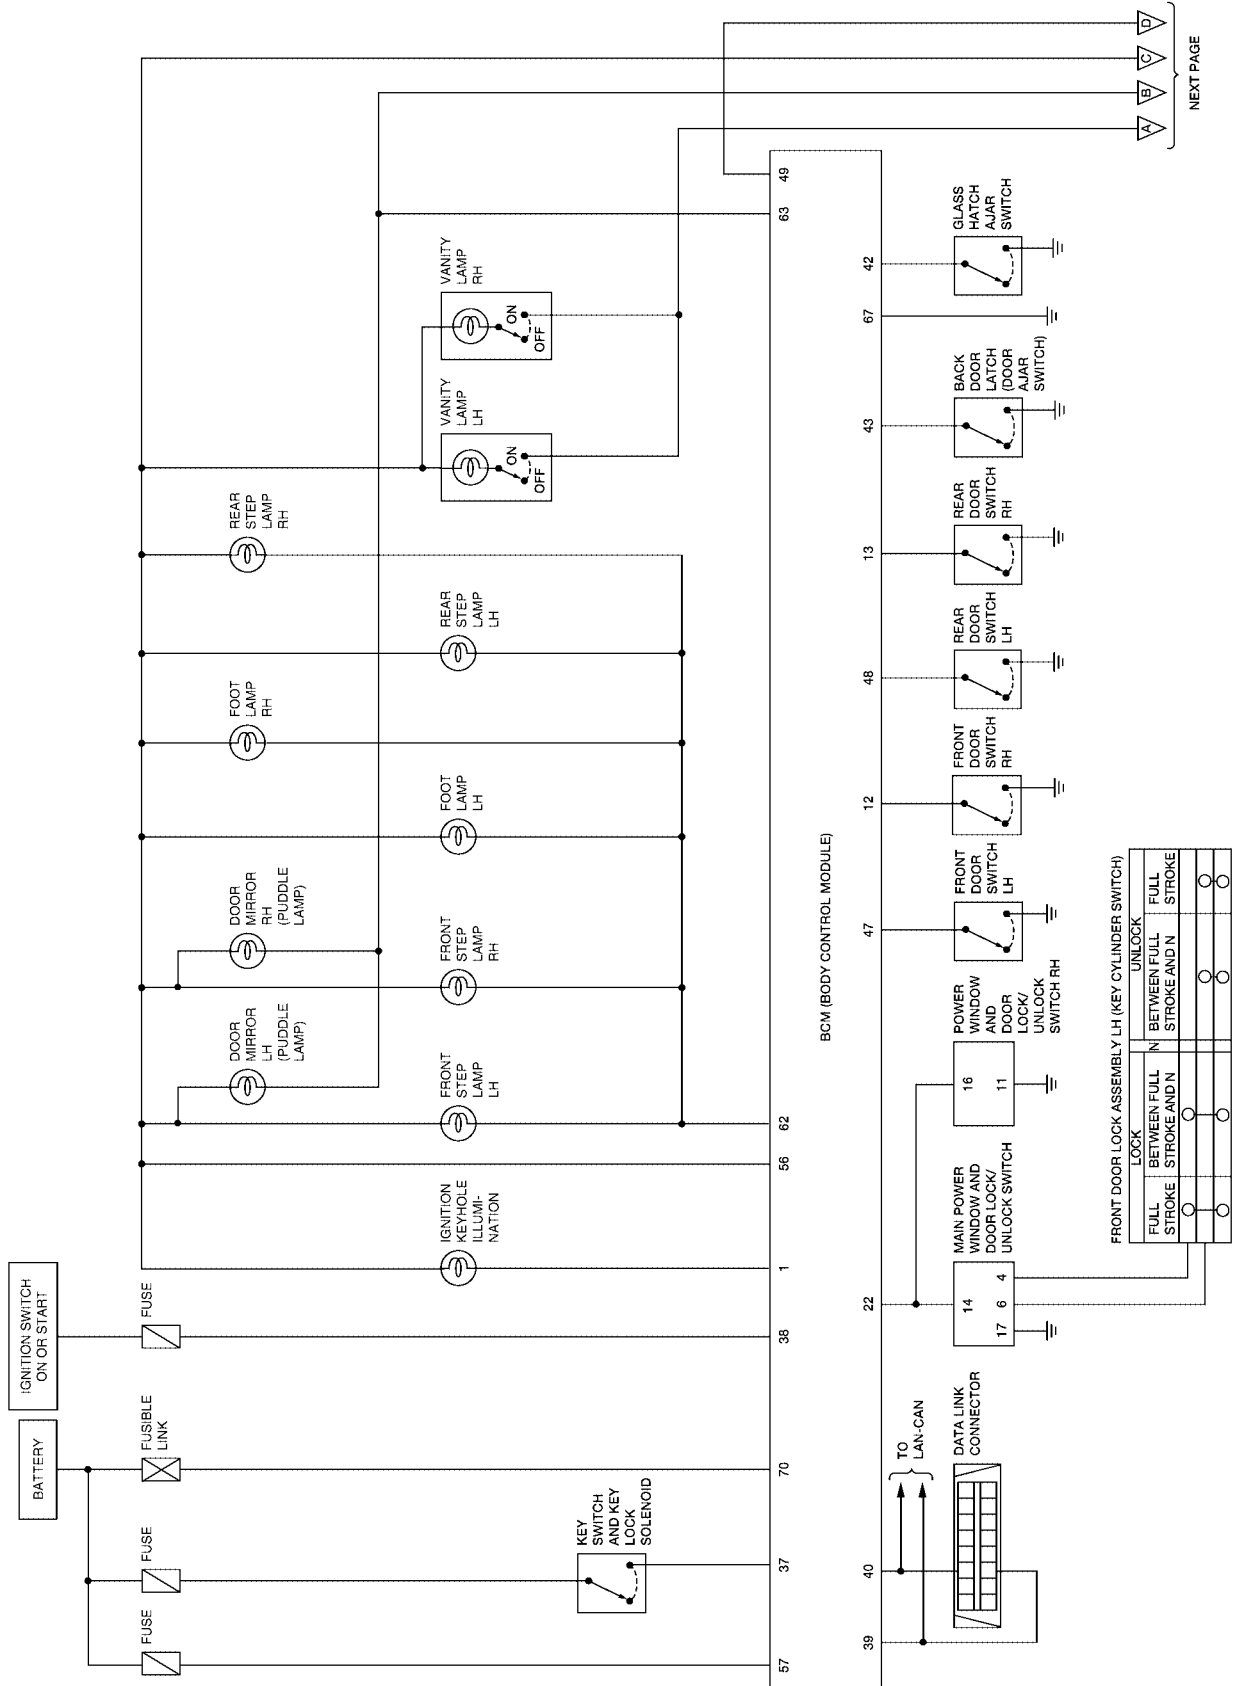 IGNITION SWITCH
ON OR START
BATTERY
FUSE
FUSE
FUSIBLE
LINK
FUSE
KEY
SWITCH
AND KEY
LOCK
SOLENOID
IGNITION
KEYHOLE
ILLUMI-
NATION
DOOR
MIRROR
LH
(PUDDLE
LAMP)
FRONT
STEP
LAMP
LH
DOOR
MIRROR
RH
(PUDDLE
LAMP)
FRONT
STEP
LAMP
RH
FOOT
LAMP
LH
FOOT
LAMP
RH
REAR
STEP
LAMP
LH
REAR
STEP
LAMP
RH
VANITY
LAMP
LH
ON
OFF
VANITY
LAMP
RH
ON
OFF
D
C
B
A
NEXT PAGE
57
37
70
38
1
56
62
63
49
BCM (BODY CONTROL MODULE)
39
40
22
47
12
48
13
43
67
42
TO
LAN-CAN
DATA LINK
CONNECTOR
MAIN POWER
WINDOW AND
DOOR LOCK/
UNLOCK SWITCH
14
17
6
4
POWER
WINDOW
AND
DOOR
LOCK/
UNLOCK
SWITCH RH
16
11
FRONT
DOOR
SWITCH
LH
FRONT
DOOR
SWITCH
RH
REAR
DOOR
SWITCH
LH
REAR
DOOR
SWITCH
RH
BACK
DOOR
LATCH
(DOOR
AJAR
SWITCH)
GLASS
HATCH
AJAR
SWITCH
FRONT DOOR LOCK ASSEMBLY LH (KEY CYLINDER SWITCH)
LOCK
N
UNLOCK
FULL
STROKE
BETWEEN FULL
STROKE AND N
BETWEEN FULL
STROKE AND N
FULL
STROKE